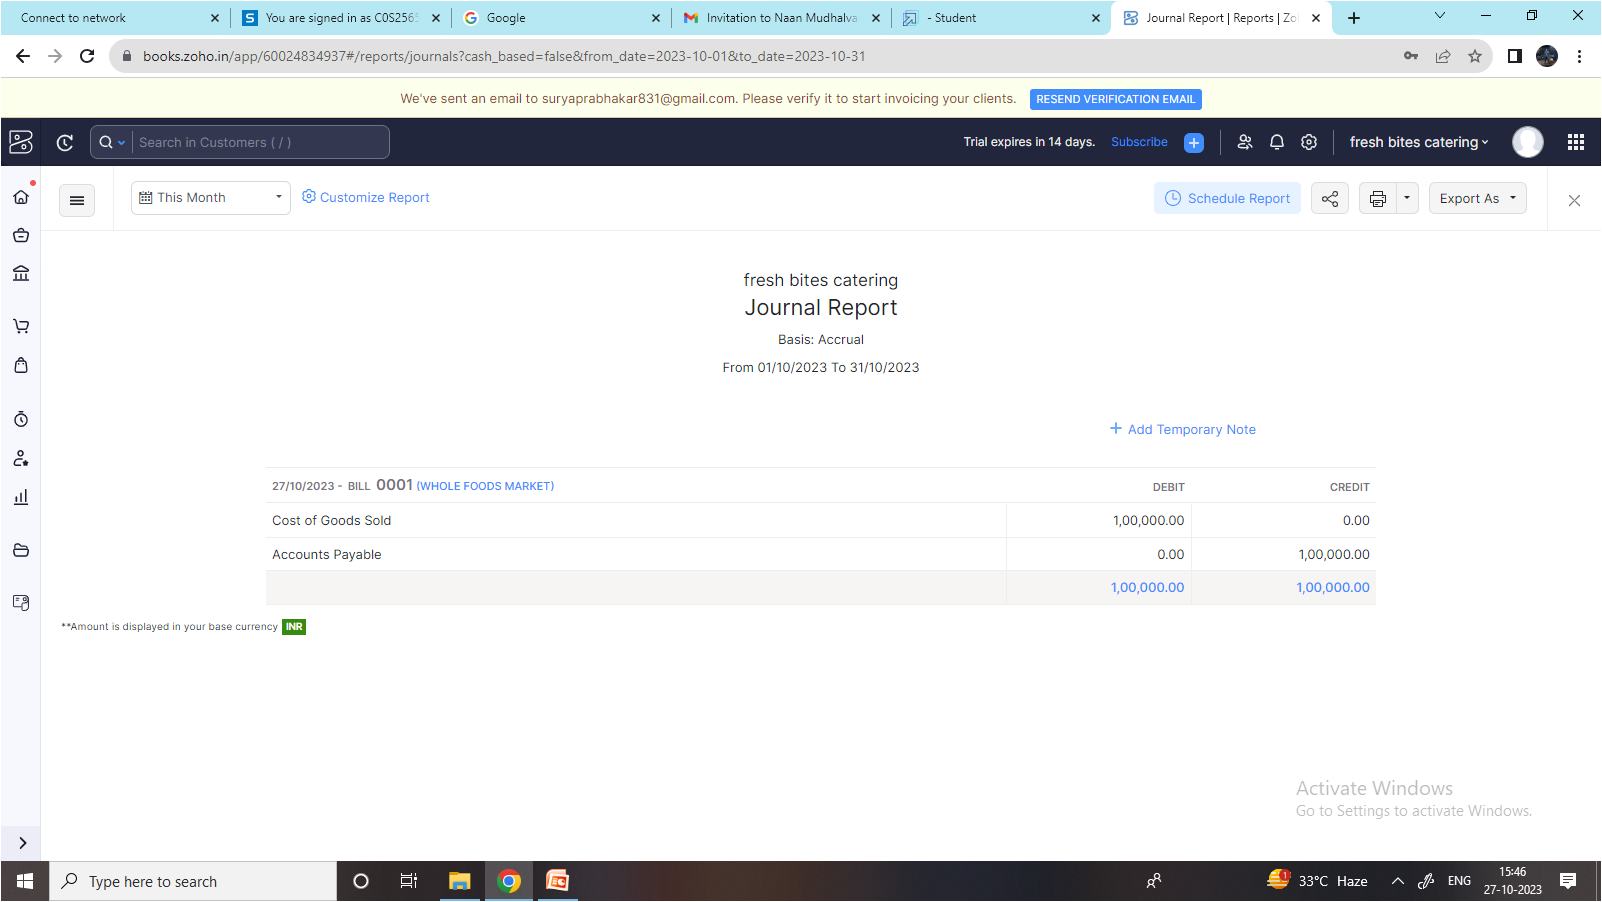 Connect to network
You are signed in as C0S2565
Google
Invitation to Naan Mudhalva
- Student
Journal Report | Reports | Zoh
books.zoho.in/app/60024834937#/reports/journals?cash_based=false&from_date=2023-10-01&to_date=2023-10-31
We've sent an email to suryaprabhakar831@gmail.com. Please verify it to start invoicing your clients. RESEND VERIFICATION EMAIL
Search in Customers ( / )
Trial expires in 14 days. Subscribe
fresh bites catering
This Month
Customize Report
Schedule Report
Export As
fresh bites catering
Journal Report
Basis: Accrual
From 01/10/2023 To 31/10/2023
Add Temporary Note
27/10/2023 - BILL 0001 (WHOLE FOODS MARKET) DEBIT CREDIT
Cost of Goods Sold 1,00,000.00 0.00
Accounts Payable 0.00 1,00,000.00
1,00,000.00 1,00,000.00
**Amount is displayed in your base currency INR
Activate Windows
Go to Settings to activate Windows.
Type here to search
1
33°C Haze
ENG
15:46
27-10-2023